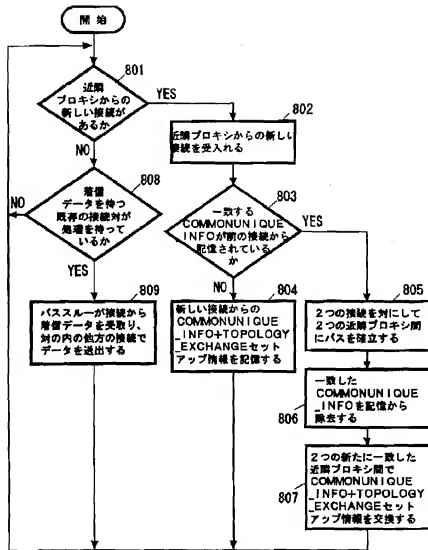 開 始
801
近隣
プロキシからの
新しい接続が
あるか
YES
NO
802
近隣プロキシからの新しい
接続を受入れる
808
着信
データを待つ
既存の接続対が
処理を待って
いるか
NO
YES
803
一致する
COMMONUNIQUE
INFOが前の接続から
記憶されている
か
YES
NO
809
パススルーが接続から
着信データを受取り、
対の内の他方の接続で
データを送出する
804
新しい接続からの
COMMONUNIQUE
_INFO+TOPOLOGY
_EXCHANGEセット
アップ情報を記憶する
805
2つの接続を対にして
2つの近隣プロキシ間
にパスを確立する
806
一致した
COMMONUNIQUE
_INFOを記憶から
除去する
807
2つの新たに一致した
近隣プロキシ間で
COMMONUNIQUE
_INFO+TOPOLOGY
_EXCHANGEセット
アップ情報を交換する